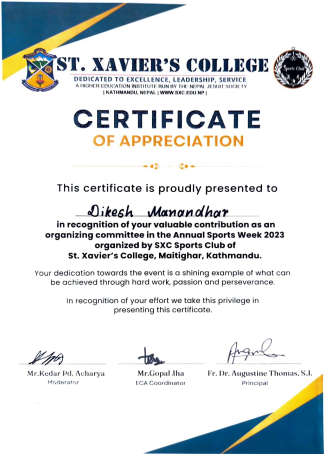 ST. XAVIER'S COLLEGE
DEDICATED TO EXCELLENCE, LEADERSHIP, SERVICE
A HIGHER EDUCATION INSTITUTE RUN BY THE NEPAL JESUIT SOCIETY
| KATHMANDU, NEPAL | WWW.SXC.EDU.NP |
Sports Club
CERTIFICATE
OF APPRECIATION
This certificate is proudly presented to
Dikesh Manandhar
in recognition of your valuable contribution as an
organizing committee in the Annual Sports Week 2023
organized by SXC Sports Club of
St. Xavier's College, Maitighar, Kathmandu.
Your dedication towards the event is a shining example of what can
be achieved through hard work, passion and perseverance.
In recognition of your effort we take this privilege in
presenting this certificate.
Mr.Kedar Pd. Acharya
Moderator
Mr.Gopal Jha
ECA Coordinator
Fr. Dr. Augustine Thomas, S.J.
Principal